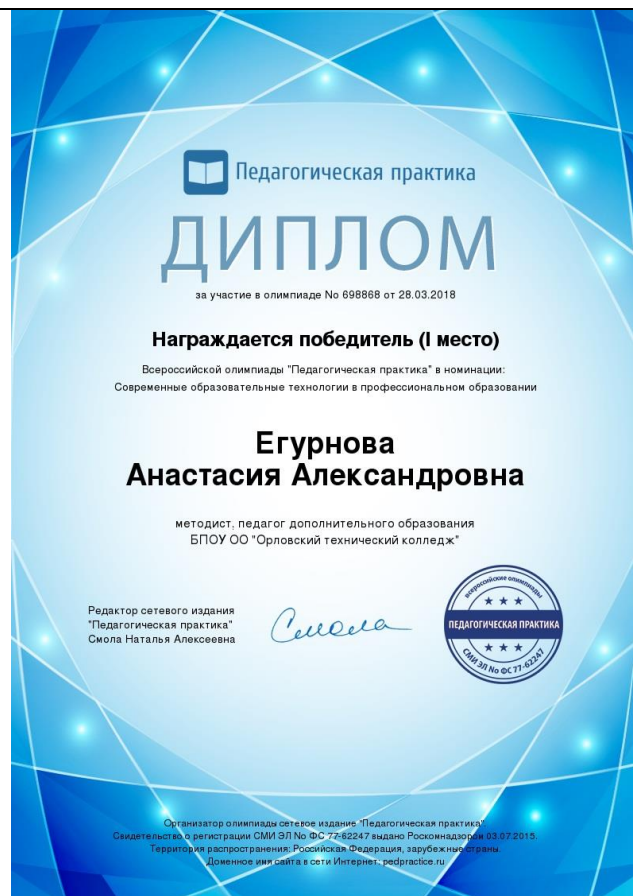 Педагогическая практика
ДИПЛОМ
за участие в олимпиаде No 698868 от 28.03.2018
Награждается победитель (I место)
Всероссийской олимпиады "Педагогическая практика" в номинации:
Современные образовательные технологии в профессиональном образовании
Егурнова
Анастасия Александровна
методист, педагог дополнительного образования
БПОУ ОО "Орловский технический колледж"
Редактор сетевого издания
"Педагогическая практика"
Смола Наталья Алексеевна
Смола
всероссийские олимпиады
ПЕДАГОГИЧЕСКАЯ ПРАКТИКА
СМИ ЭЛ No ФС 77-62247
Организатор олимпиады сетевое издание "Педагогическая практика"
Свидетельство о регистрации СМИ ЭЛ No ФС 77-62247 выдано Роскомнадзором 03.07.2015.
Территория распространения: Российская Федерация, зарубежные страны.
Доменное имя сайта в сети Интернет: pedpractice.ru